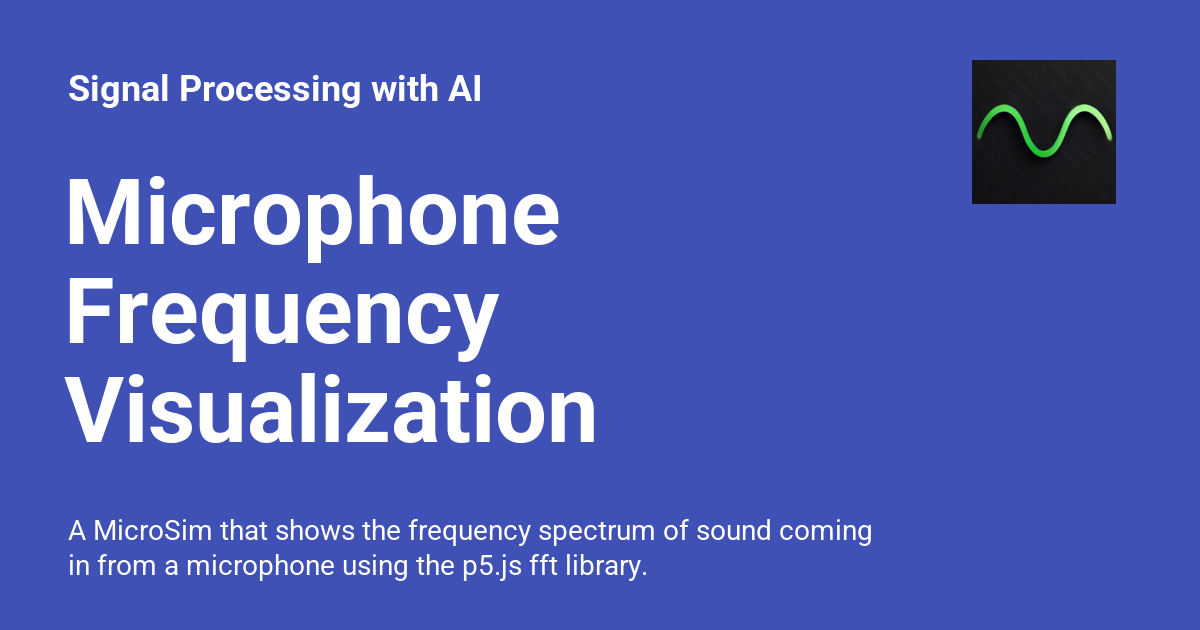 Signal Processing with AI
Microphone
Frequency
Visualization
A MicroSim that shows the frequency spectrum of sound coming
in from a microphone using the p5.js fft library.